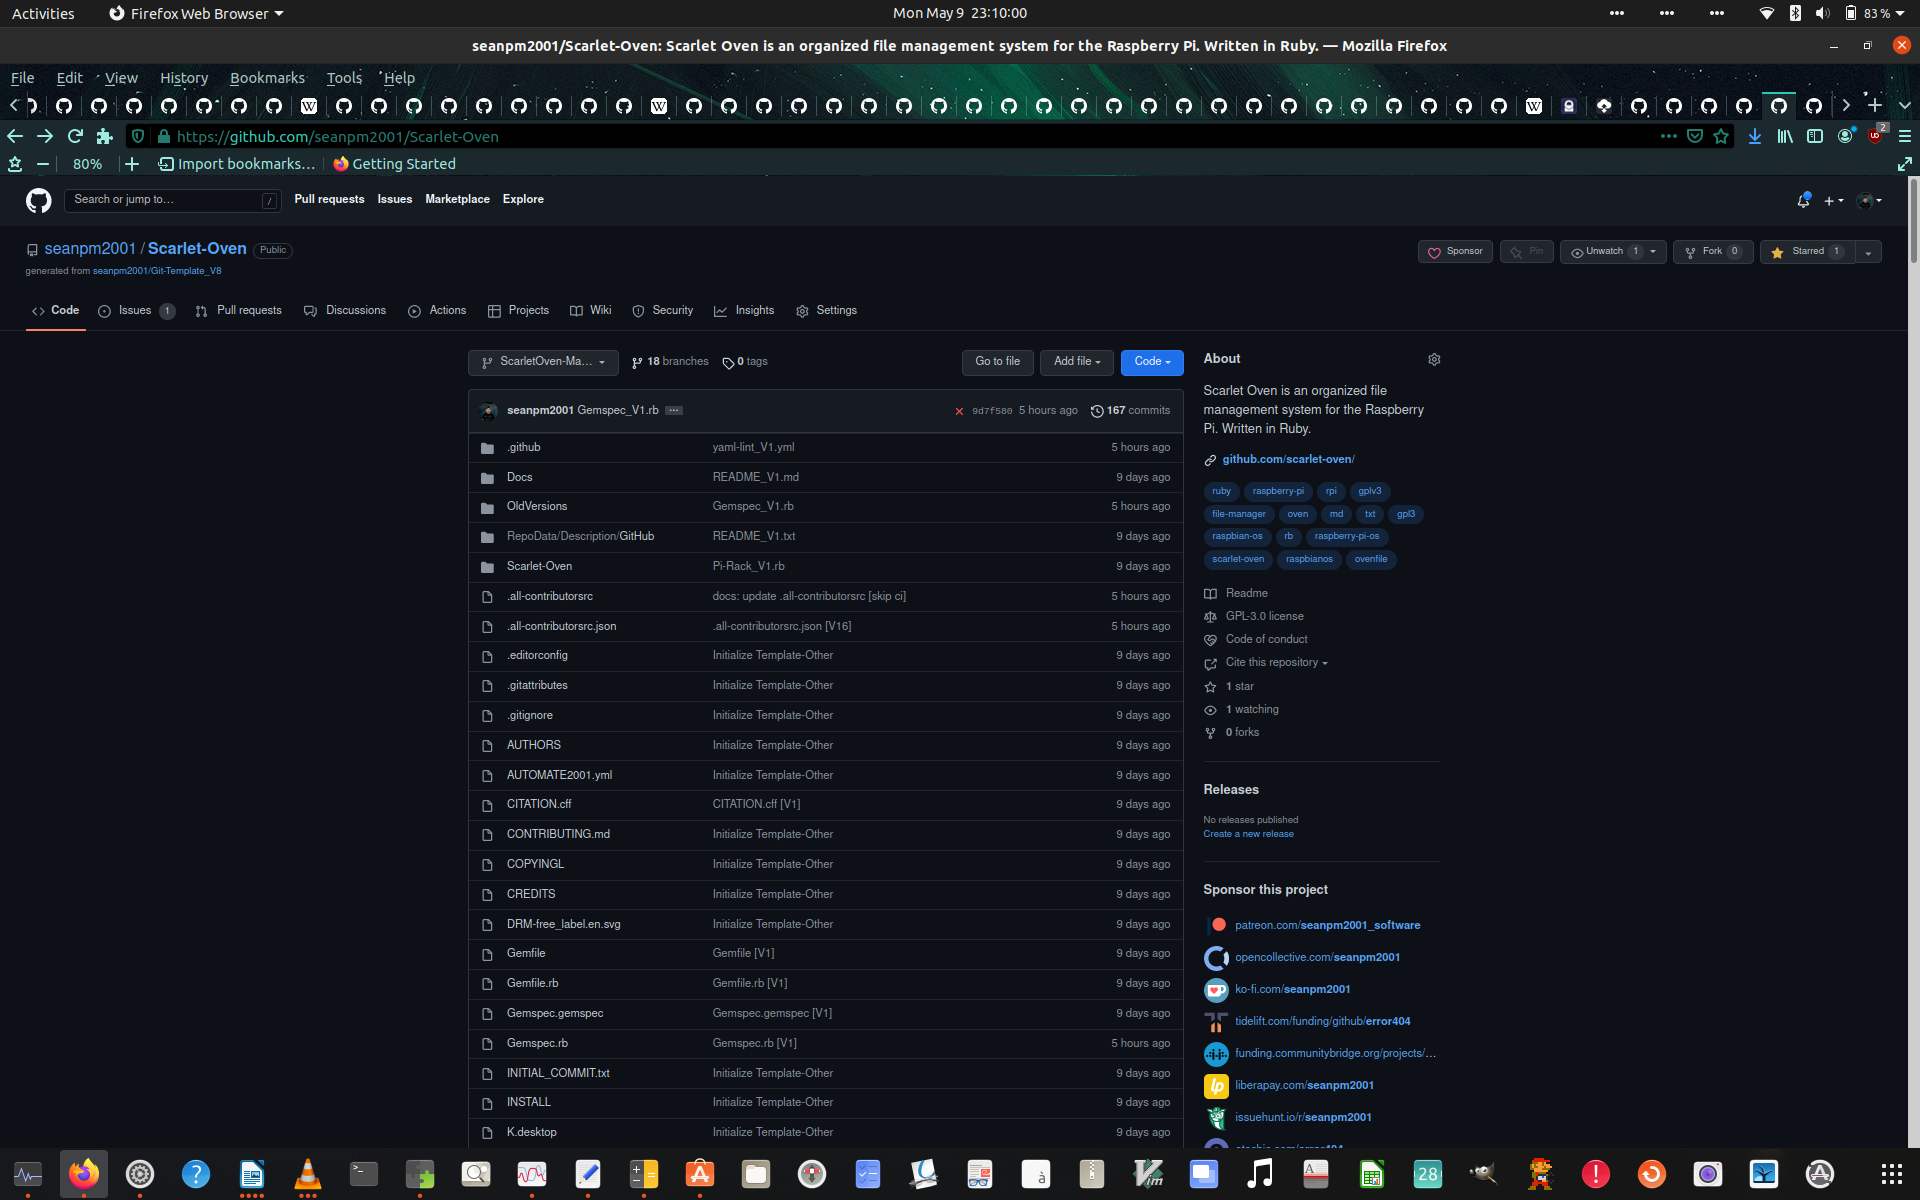 Activities Firefox Web Browser Mon May 9 23:10:00 83 %
seanpm2001/Scarlet-Oven: Scarlet Oven is an organized file management system for the Raspberry Pi. Written in Ruby. — Mozilla Firefox
File Edit View History Bookmarks Tools Help
https://github.com/seanpm2001/Scarlet-Oven 2
80% Import bookmarks... Getting Started
Search or jump to... / Pull requests Issues Marketplace Explore
seanpm2001 / Scarlet-Oven Public Sponsor Pin Unwatch 1 Fork 0 Starred 1
generated from seanpm2001/Git-Template_V8
Code Issues 1 Pull requests Discussions Actions Projects Wiki Security Insights Settings
ScarletOven-Ma... 18 branches 0 tags Go to file Add file Code
seanpm2001 Gemspec_V1.rb 9d7f580 5 hours ago 167 commits
.github yaml-lint_V1.yml 5 hours ago
Docs README_V1.md 9 days ago
OldVersions Gemspec_V1.rb 5 hours ago
RepoData/Description/GitHub README_V1.txt 9 days ago
Scarlet-Oven Pi-Rack_V1.rb 9 days ago
.all-contributorsrc docs: update .all-contributorsrc [skip ci] 5 hours ago
.all-contributorsrc.json .all-contributorsrc.json [V16] 5 hours ago
.editorconfig Initialize Template-Other 9 days ago
.gitattributes Initialize Template-Other 9 days ago
.gitignore Initialize Template-Other 9 days ago
AUTHORS Initialize Template-Other 9 days ago
AUTOMATE2001.yml Initialize Template-Other 9 days ago
CITATION.cff CITATION.cff [V1] 9 days ago
CONTRIBUTING.md Initialize Template-Other 9 days ago
COPYINGL Initialize Template-Other 9 days ago
CREDITS Initialize Template-Other 9 days ago
DRM-free_label.en.svg Initialize Template-Other 9 days ago
Gemfile Gemfile [V1] 9 days ago
Gemfile.rb Gemfile.rb [V1] 9 days ago
Gemspec.gemspec Gemspec.gemspec [V1] 9 days ago
Gemspec.rb Gemspec.rb [V1] 5 hours ago
INITIAL_COMMIT.txt Initialize Template-Other 9 days ago
INSTALL Initialize Template-Other 9 days ago
K.desktop Initialize Template-Other 9 days ago
About
Scarlet Oven is an organized file
management system for the Raspberry
Pi. Written in Ruby.
github.com/scarlet-oven/
ruby raspberry-pi rpi gplv3
file-manager oven md txt gpl3
raspbian-os rb raspberry-pi-os
scarlet-oven raspbianos ovenfile
Readme
GPL-3.0 license
Code of conduct
Cite this repository
1 star
1 watching
0 forks
Releases
No releases published
Create a new release
Sponsor this project
patreon.com/seanpm2001_software
opencollective.com/seanpm2001
ko-fi.com/seanpm2001
tidelift.com/funding/github/error404
funding.communitybridge.org/projects/...
liberapay.com/seanpm2001
issuehunt.io/r/seanpm2001
28